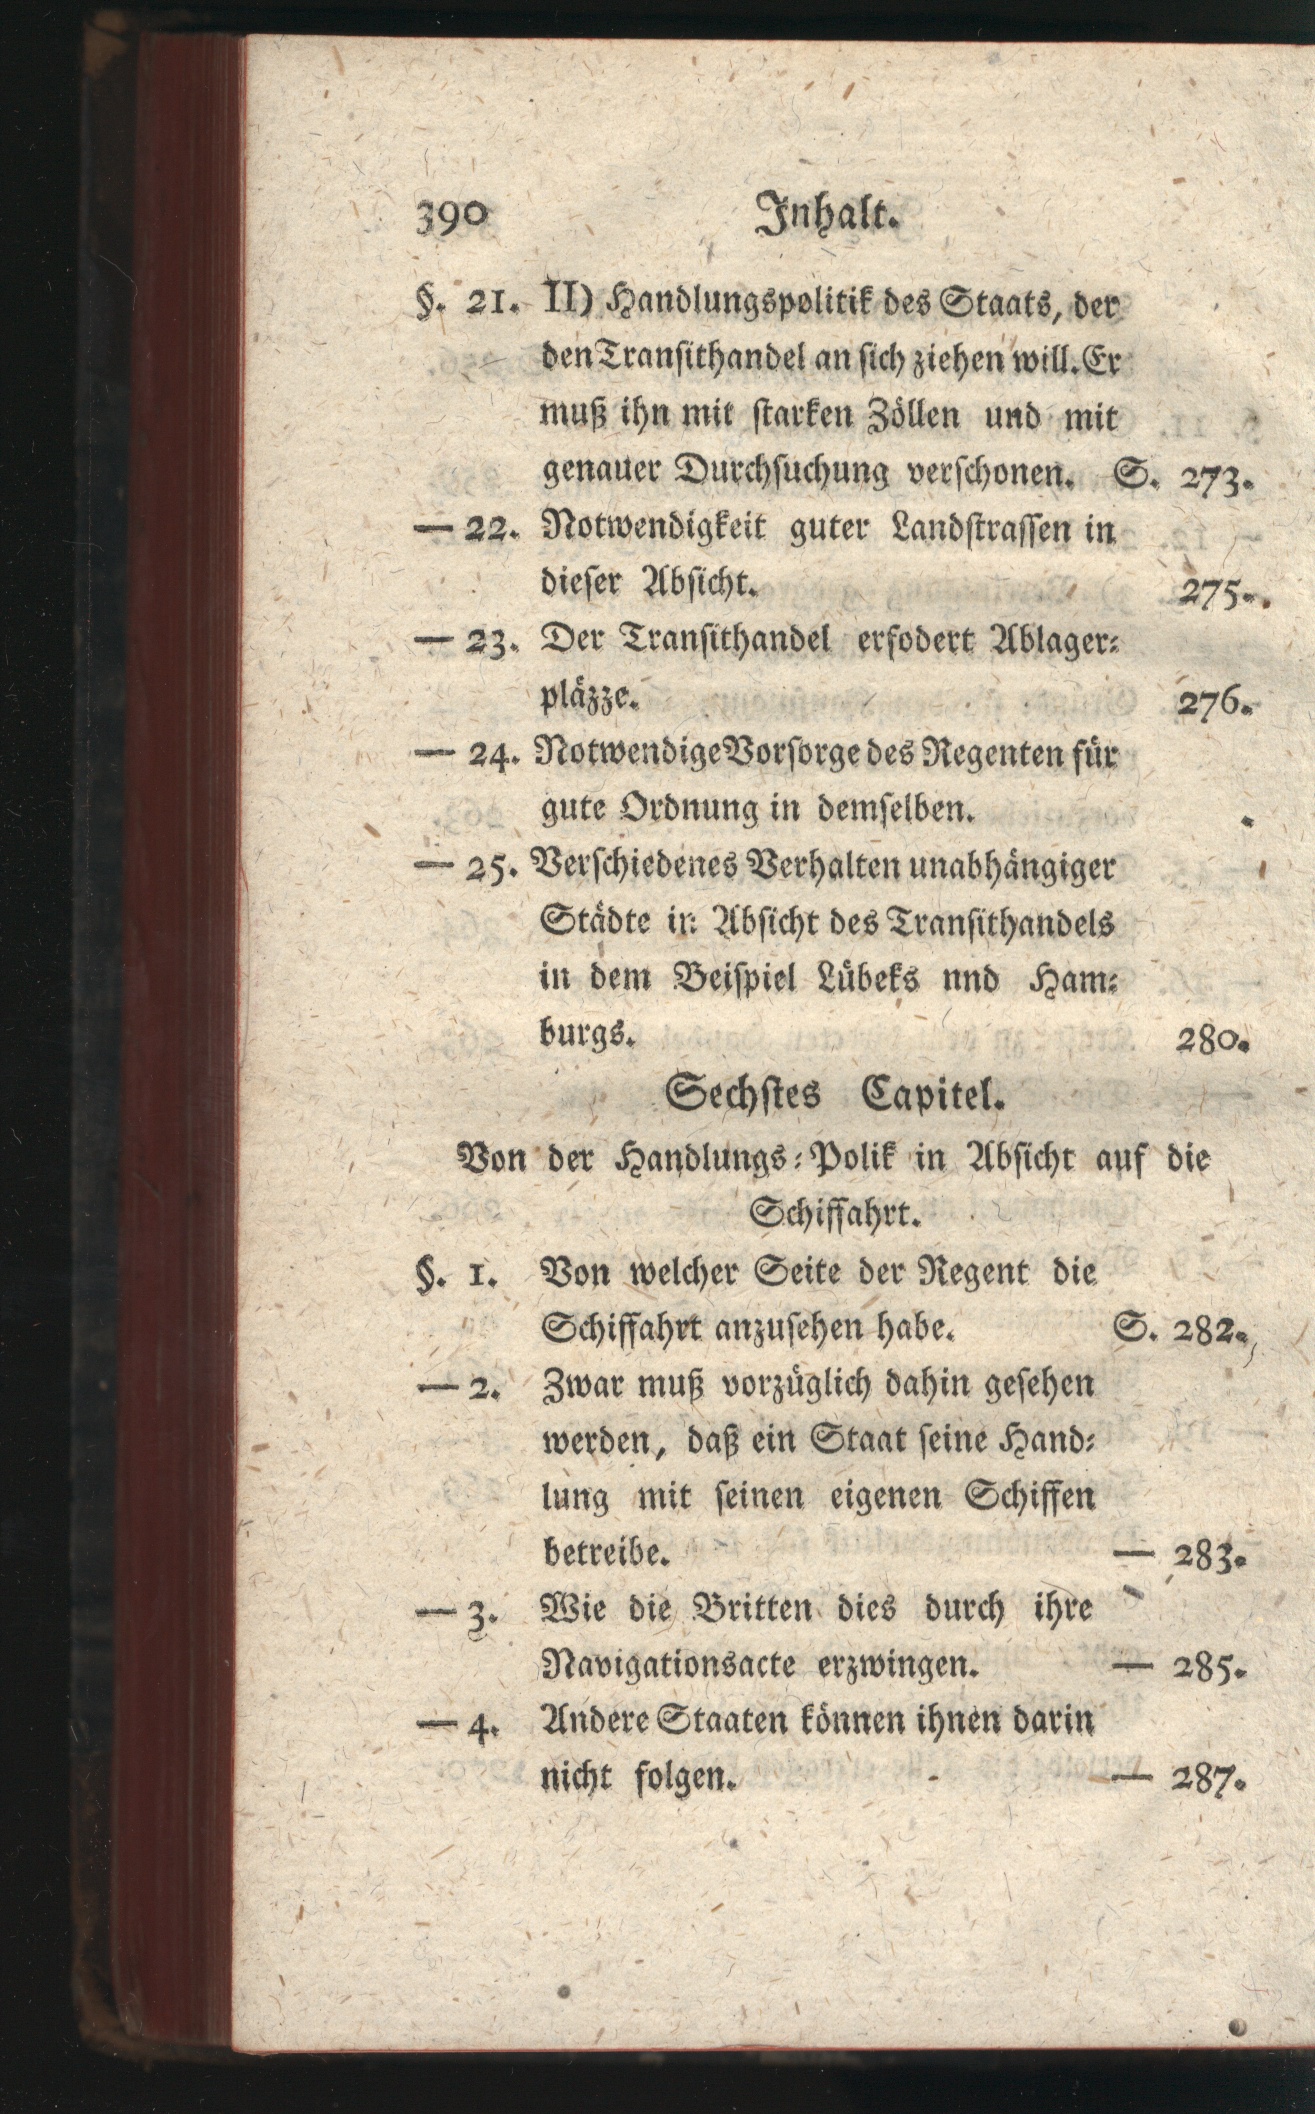 390 Inhalt.
§. 21. II) Handlungspolitik des Staats, der
den Transithandel an sich ziehen will. Er
muß ihn mit starken Zöllen und mit
genauer Durchsuchung verschonen. S. 273.
— 22. Notwendigkeit guter Landstrassen in
dieser Absicht. 275.
— 23. Der Transithandel erfodert Ablager-
pläzze. 276.
— 24. Notwendige Vorsorge des Regenten für
gute Ordnung in demselben.
— 25. Verschiedenes Verhalten unabhängiger
Städte in Absicht des Transithandels
in dem Beispiel Lübeks nnd Ham-
burgs. 280.
Sechstes Capitel.
Von der Handlungs-Polik in Absicht auf die
Schiffahrt.
§. 1. Von welcher Seite der Regent die
Schiffahrt anzusehen habe. S. 282.
— 2. Zwar muß vorzüglich dahin gesehen
werden, daß ein Staat seine Hand-
lung mit seinen eigenen Schiffen
betreibe. — 283.
— 3. Wie die Britten dies durch ihre
Navigationsacte erzwingen. — 285.
— 4. Andere Staaten können ihnen darin
nicht folgen. — 287.